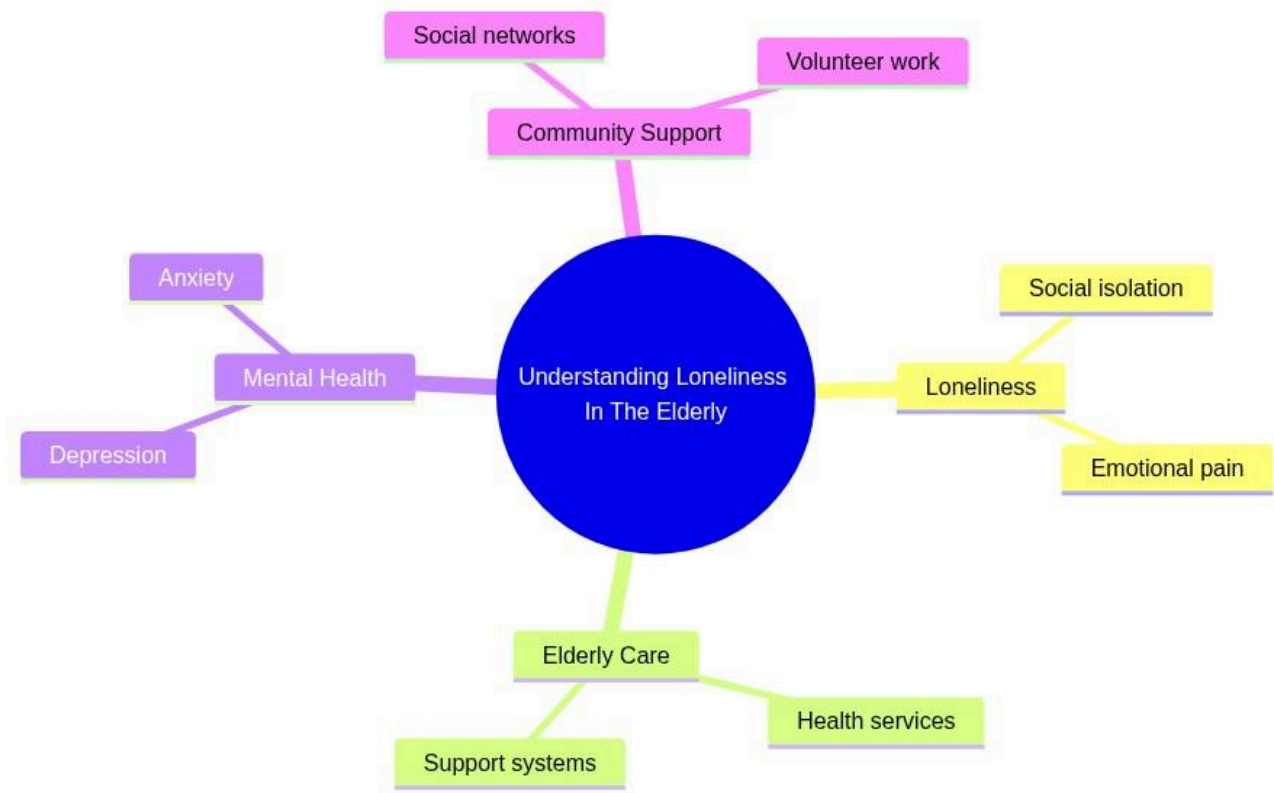 Social networks
Volunteer work
Community Support
Anxiety
Mental Health
Depression
Understanding Loneliness
In The Elderly
Social isolation
Loneliness
Emotional pain
Elderly Care
Health services
Support systems